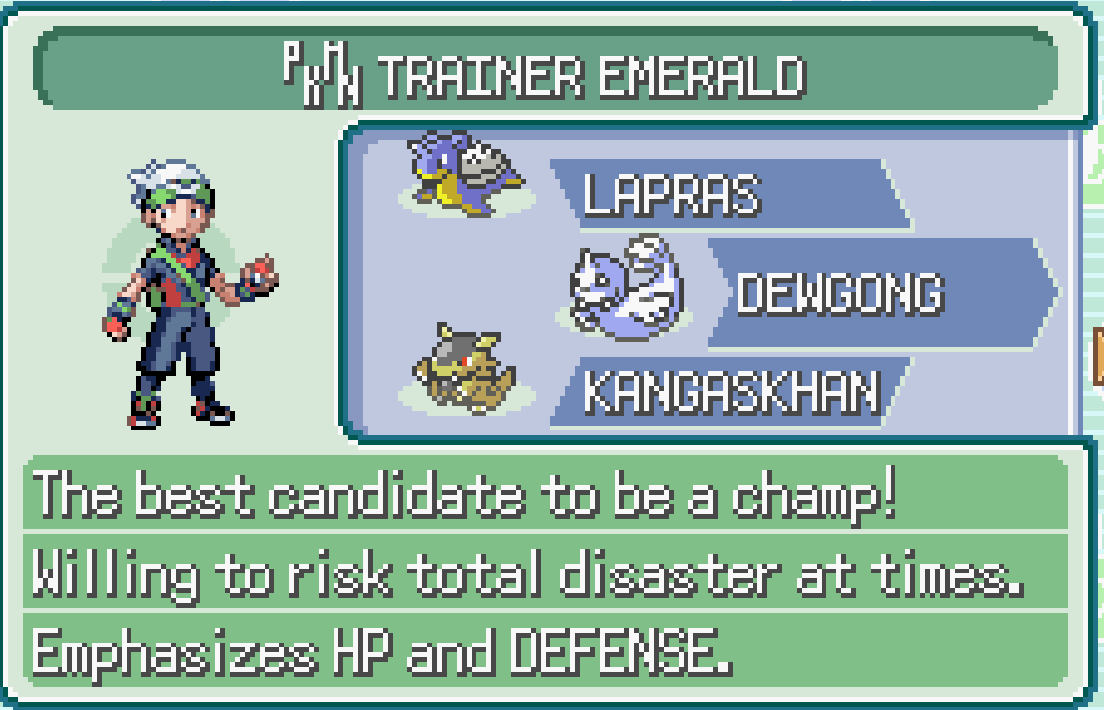 PKMN TRAINER EMERALD
LAPRAS
DEWGONG
KANGASKHAN
The best candidate to be a champ!
Willing to risk total disaster at times.
Emphasizes HP and DEFENSE.